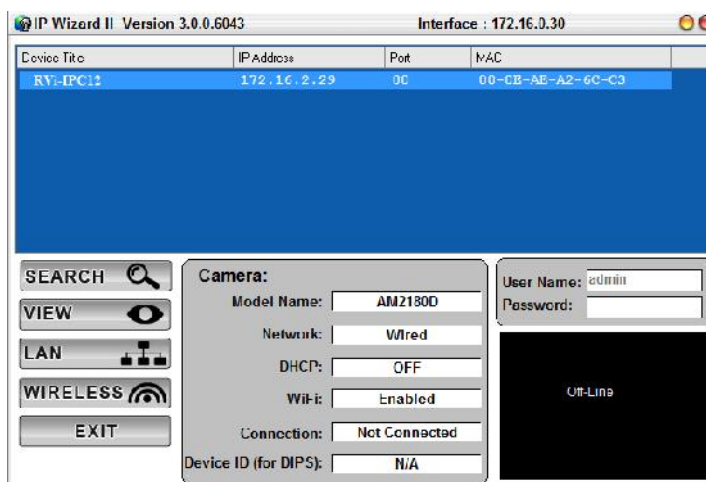 IP Wizard II Version 3.0.0.6043 Interface : 172.16.0.30
Device Title IP Address Port MAC
RVi-IPC12 172.16.2.29
SEARCH
VIEW
LAN
WIRELESS
EXIT
Camera:
Model Name: AM2180D
Network: Wired
DHCP: OFF
WiFi: Enabled
Connection: Not Connected
Device ID (for DIPS): N/A
User Name: admin
Password:
Off-Line